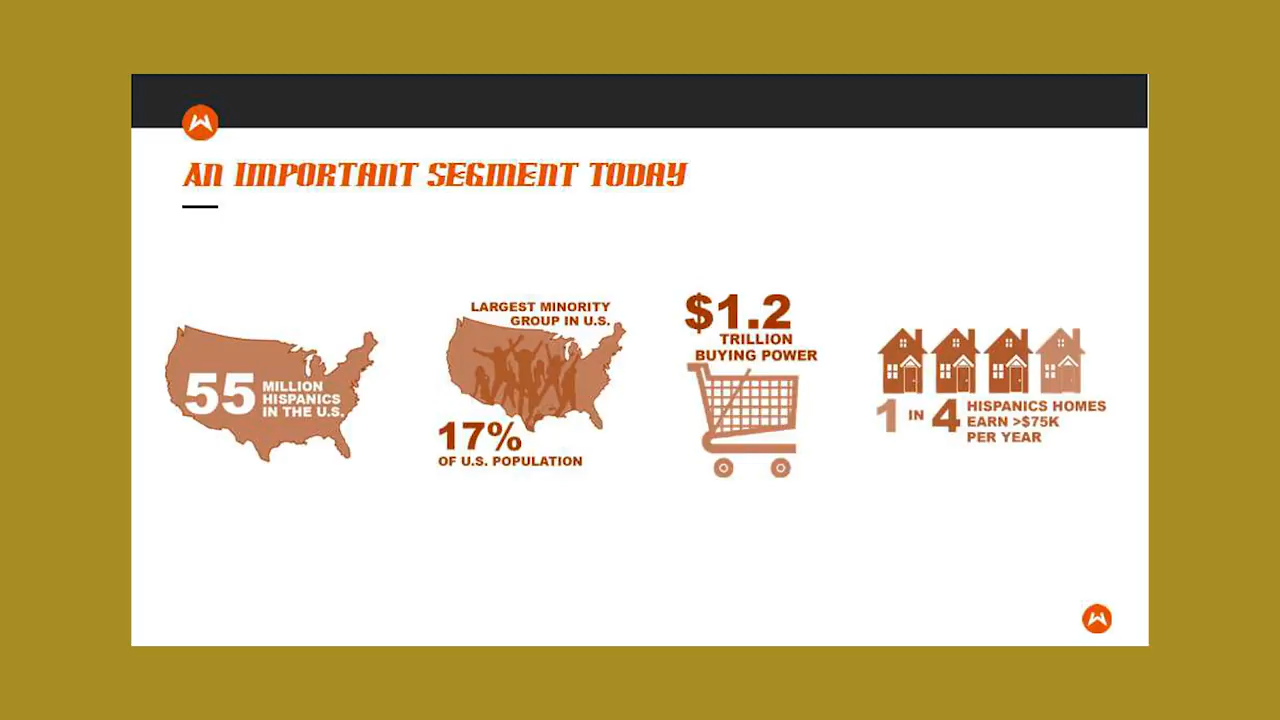 AN IMPORTANT SEGMENT TODAY
55 MILLION
HISPANICS
IN THE U.S.
LARGEST MINORITY
GROUP IN U.S.
17%
OF U.S. POPULATION
$1.2
TRILLION
BUYING POWER
1 IN 4 HISPANICS HOMES
EARN >$75K
PER YEAR